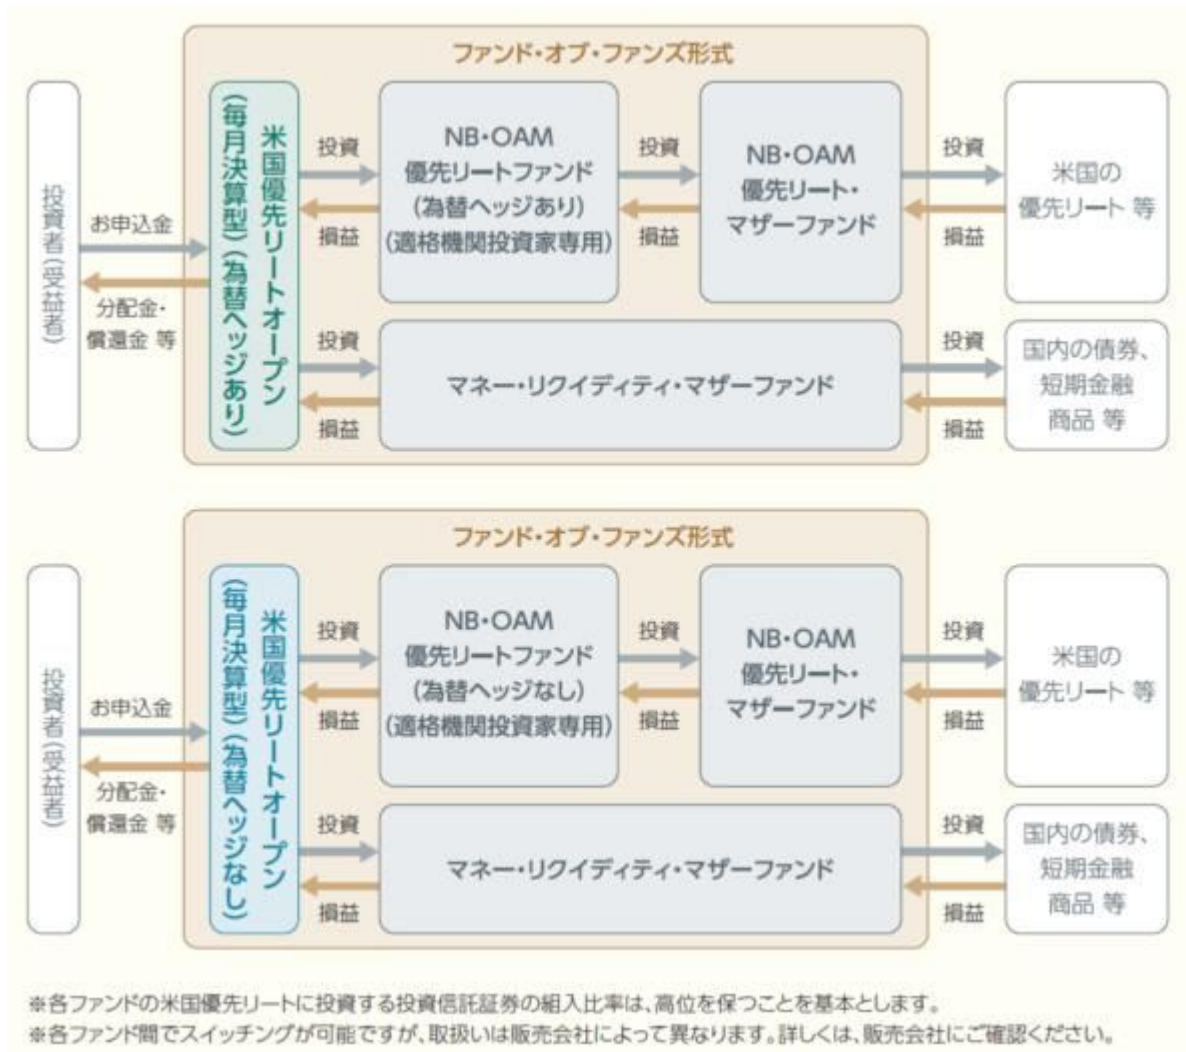 ファンド・オブ・ファンズ形式
投資者(受益者)
お申込金
分配金・
償還金 等
米国優先リートオープン
(毎月決算型)(為替ヘッジあり)
投資
損益
NB・OAM
優先リートファンド
(為替ヘッジあり)
(適格機関投資家専用)
投資
損益
NB・OAM
優先リート・
マザーファンド
投資
損益
米国の
優先リート 等
投資
損益
マネー・リクイディティ・マザーファンド
投資
損益
国内の債券、
短期金融
商品 等
ファンド・オブ・ファンズ形式
投資者(受益者)
お申込金
分配金・
償還金 等
米国優先リートオープン
(毎月決算型)(為替ヘッジなし)
投資
損益
NB・OAM
優先リートファンド
(為替ヘッジなし)
(適格機関投資家専用)
投資
損益
NB・OAM
優先リート・
マザーファンド
投資
損益
米国の
優先リート 等
投資
損益
マネー・リクイディティ・マザーファンド
投資
損益
国内の債券、
短期金融
商品 等
※各ファンドの米国優先リートに投資する投資信託証券の組入比率は、高位を保つことを基本とします。
※各ファンド間でスイッチングが可能ですが、取扱いは販売会社によって異なります。詳しくは、販売会社にご確認ください。